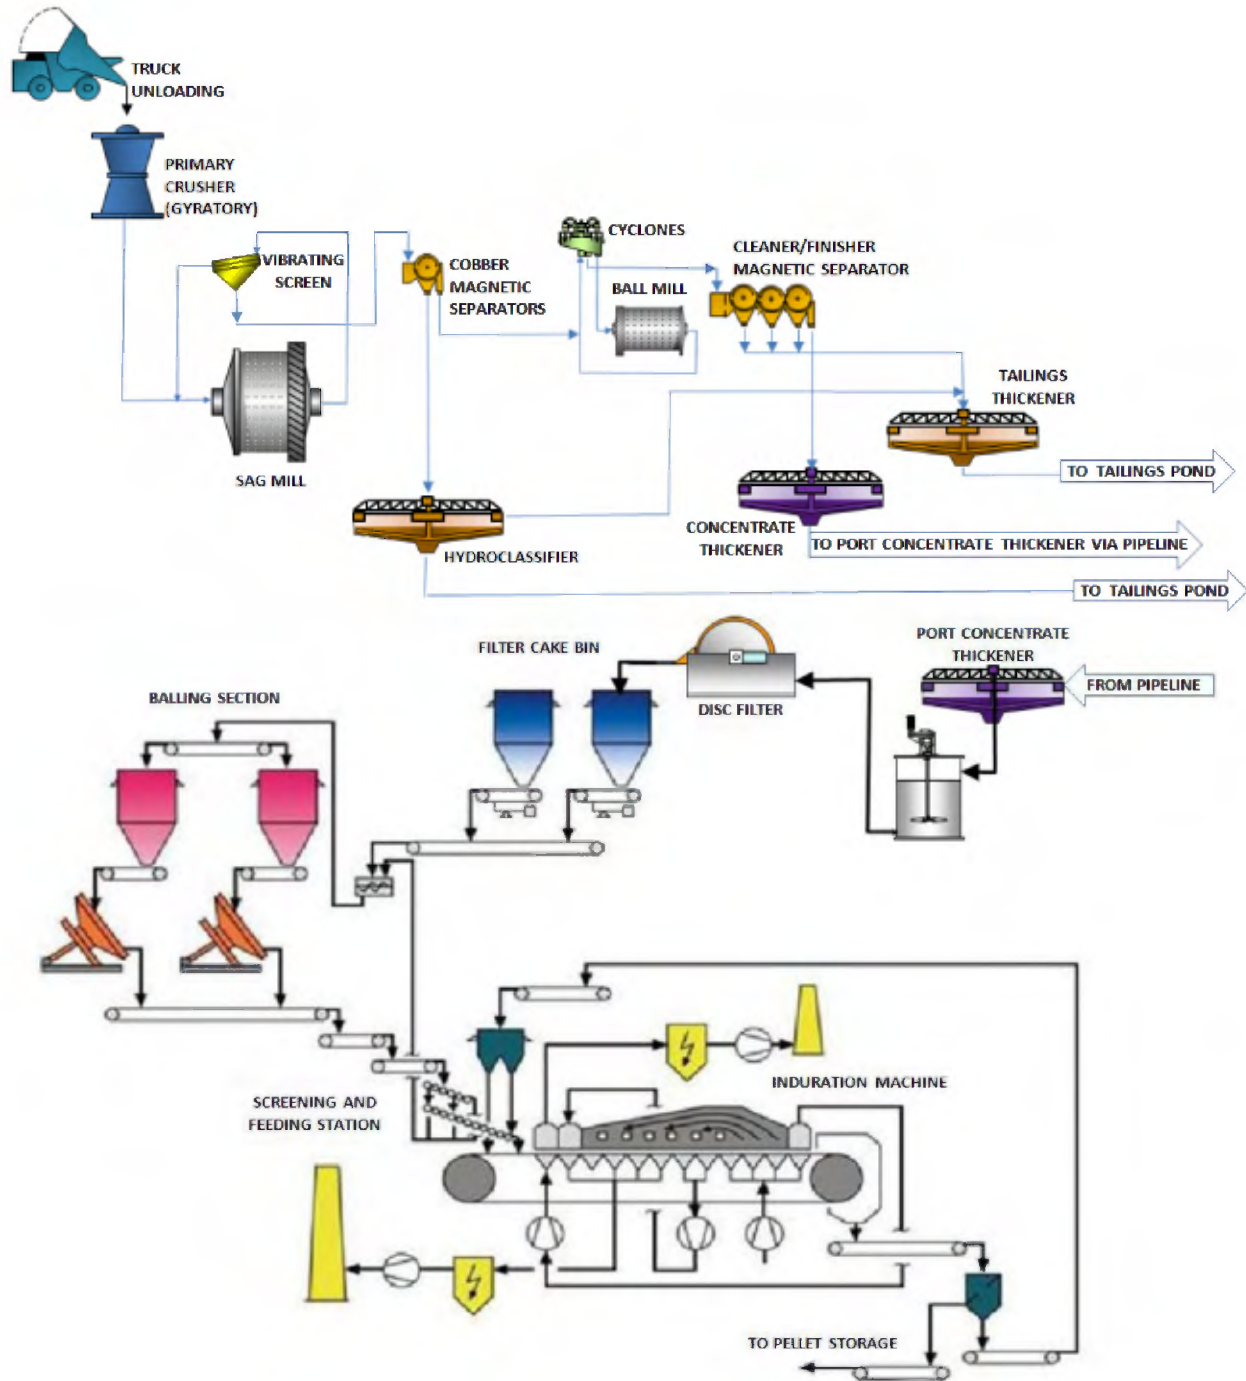 TRUCK
UNLOADING
PRIMARY
CRUSHER
(GYRATORY)
VIBRATING
SCREEN
SAG MILL
COBBER
MAGNETIC
SEPARATORS
CYCLONES
BALL MILL
CLEANER/FINISHER
MAGNETIC SEPARATOR
TAILINGS
THICKENER
TO TAILINGS POND
CONCENTRATE
THICKENER
TO PORT CONCENTRATE THICKENER VIA PIPELINE
HYDROCLASSIFIER
TO TAILINGS POND
PORT CONCENTRATE
THICKENER
FROM PIPELINE
DISC FILTER
FILTER CAKE BIN
BALLING SECTION
SCREENING AND
FEEDING STATION
INDURATION MACHINE
TO PELLET STORAGE